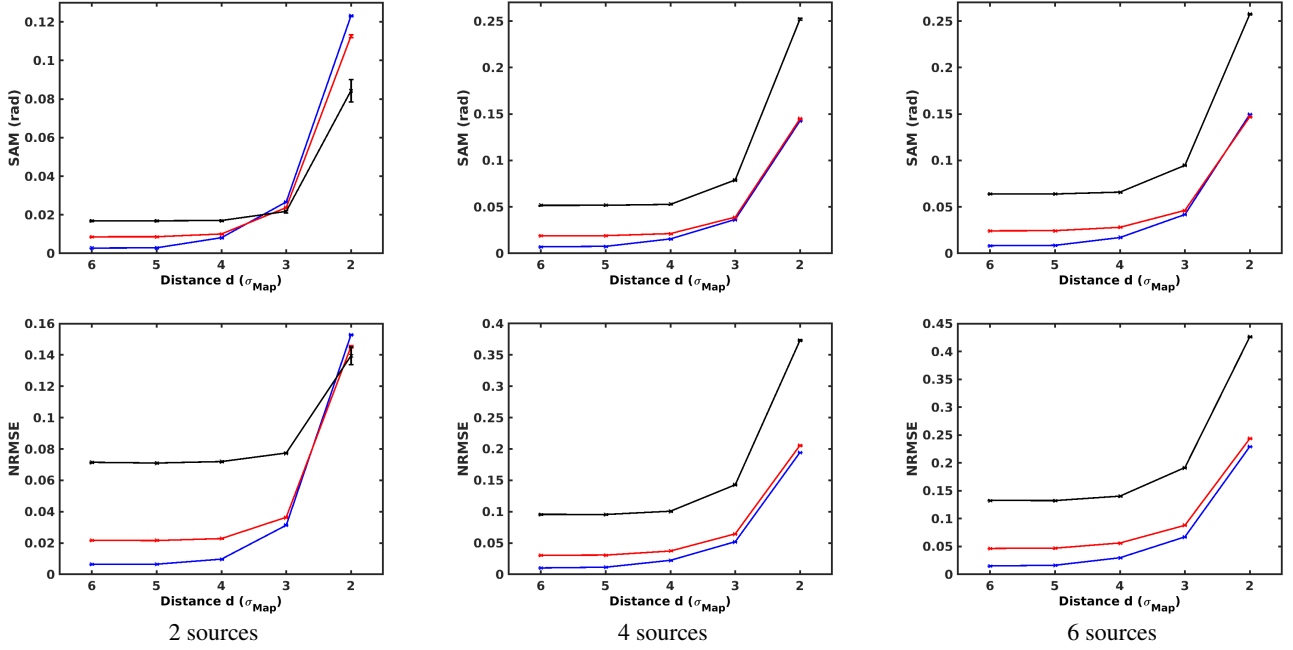 SAM (rad)
0.12
0.1
0.08
0.06
0.04
0.02
0
6 5 4 3 2
Distance d (σMap)
SAM (rad)
0.25
0.2
0.15
0.1
0.05
0
6 5 4 3 2
Distance d (σMap)
SAM (rad)
0.25
0.2
0.15
0.1
0.05
0
6 5 4 3 2
Distance d (σMap)
NRMSE
0.16
0.14
0.12
0.1
0.08
0.06
0.04
0.02
0
6 5 4 3 2
Distance d (σMap)
2 sources
NRMSE
0.4
0.35
0.3
0.25
0.2
0.15
0.1
0.05
0
6 5 4 3 2
Distance d (σMap)
4 sources
NRMSE
0.45
0.4
0.35
0.3
0.25
0.2
0.15
0.1
0.05
0
6 5 4 3 2
Distance d (σMap)
6 sources